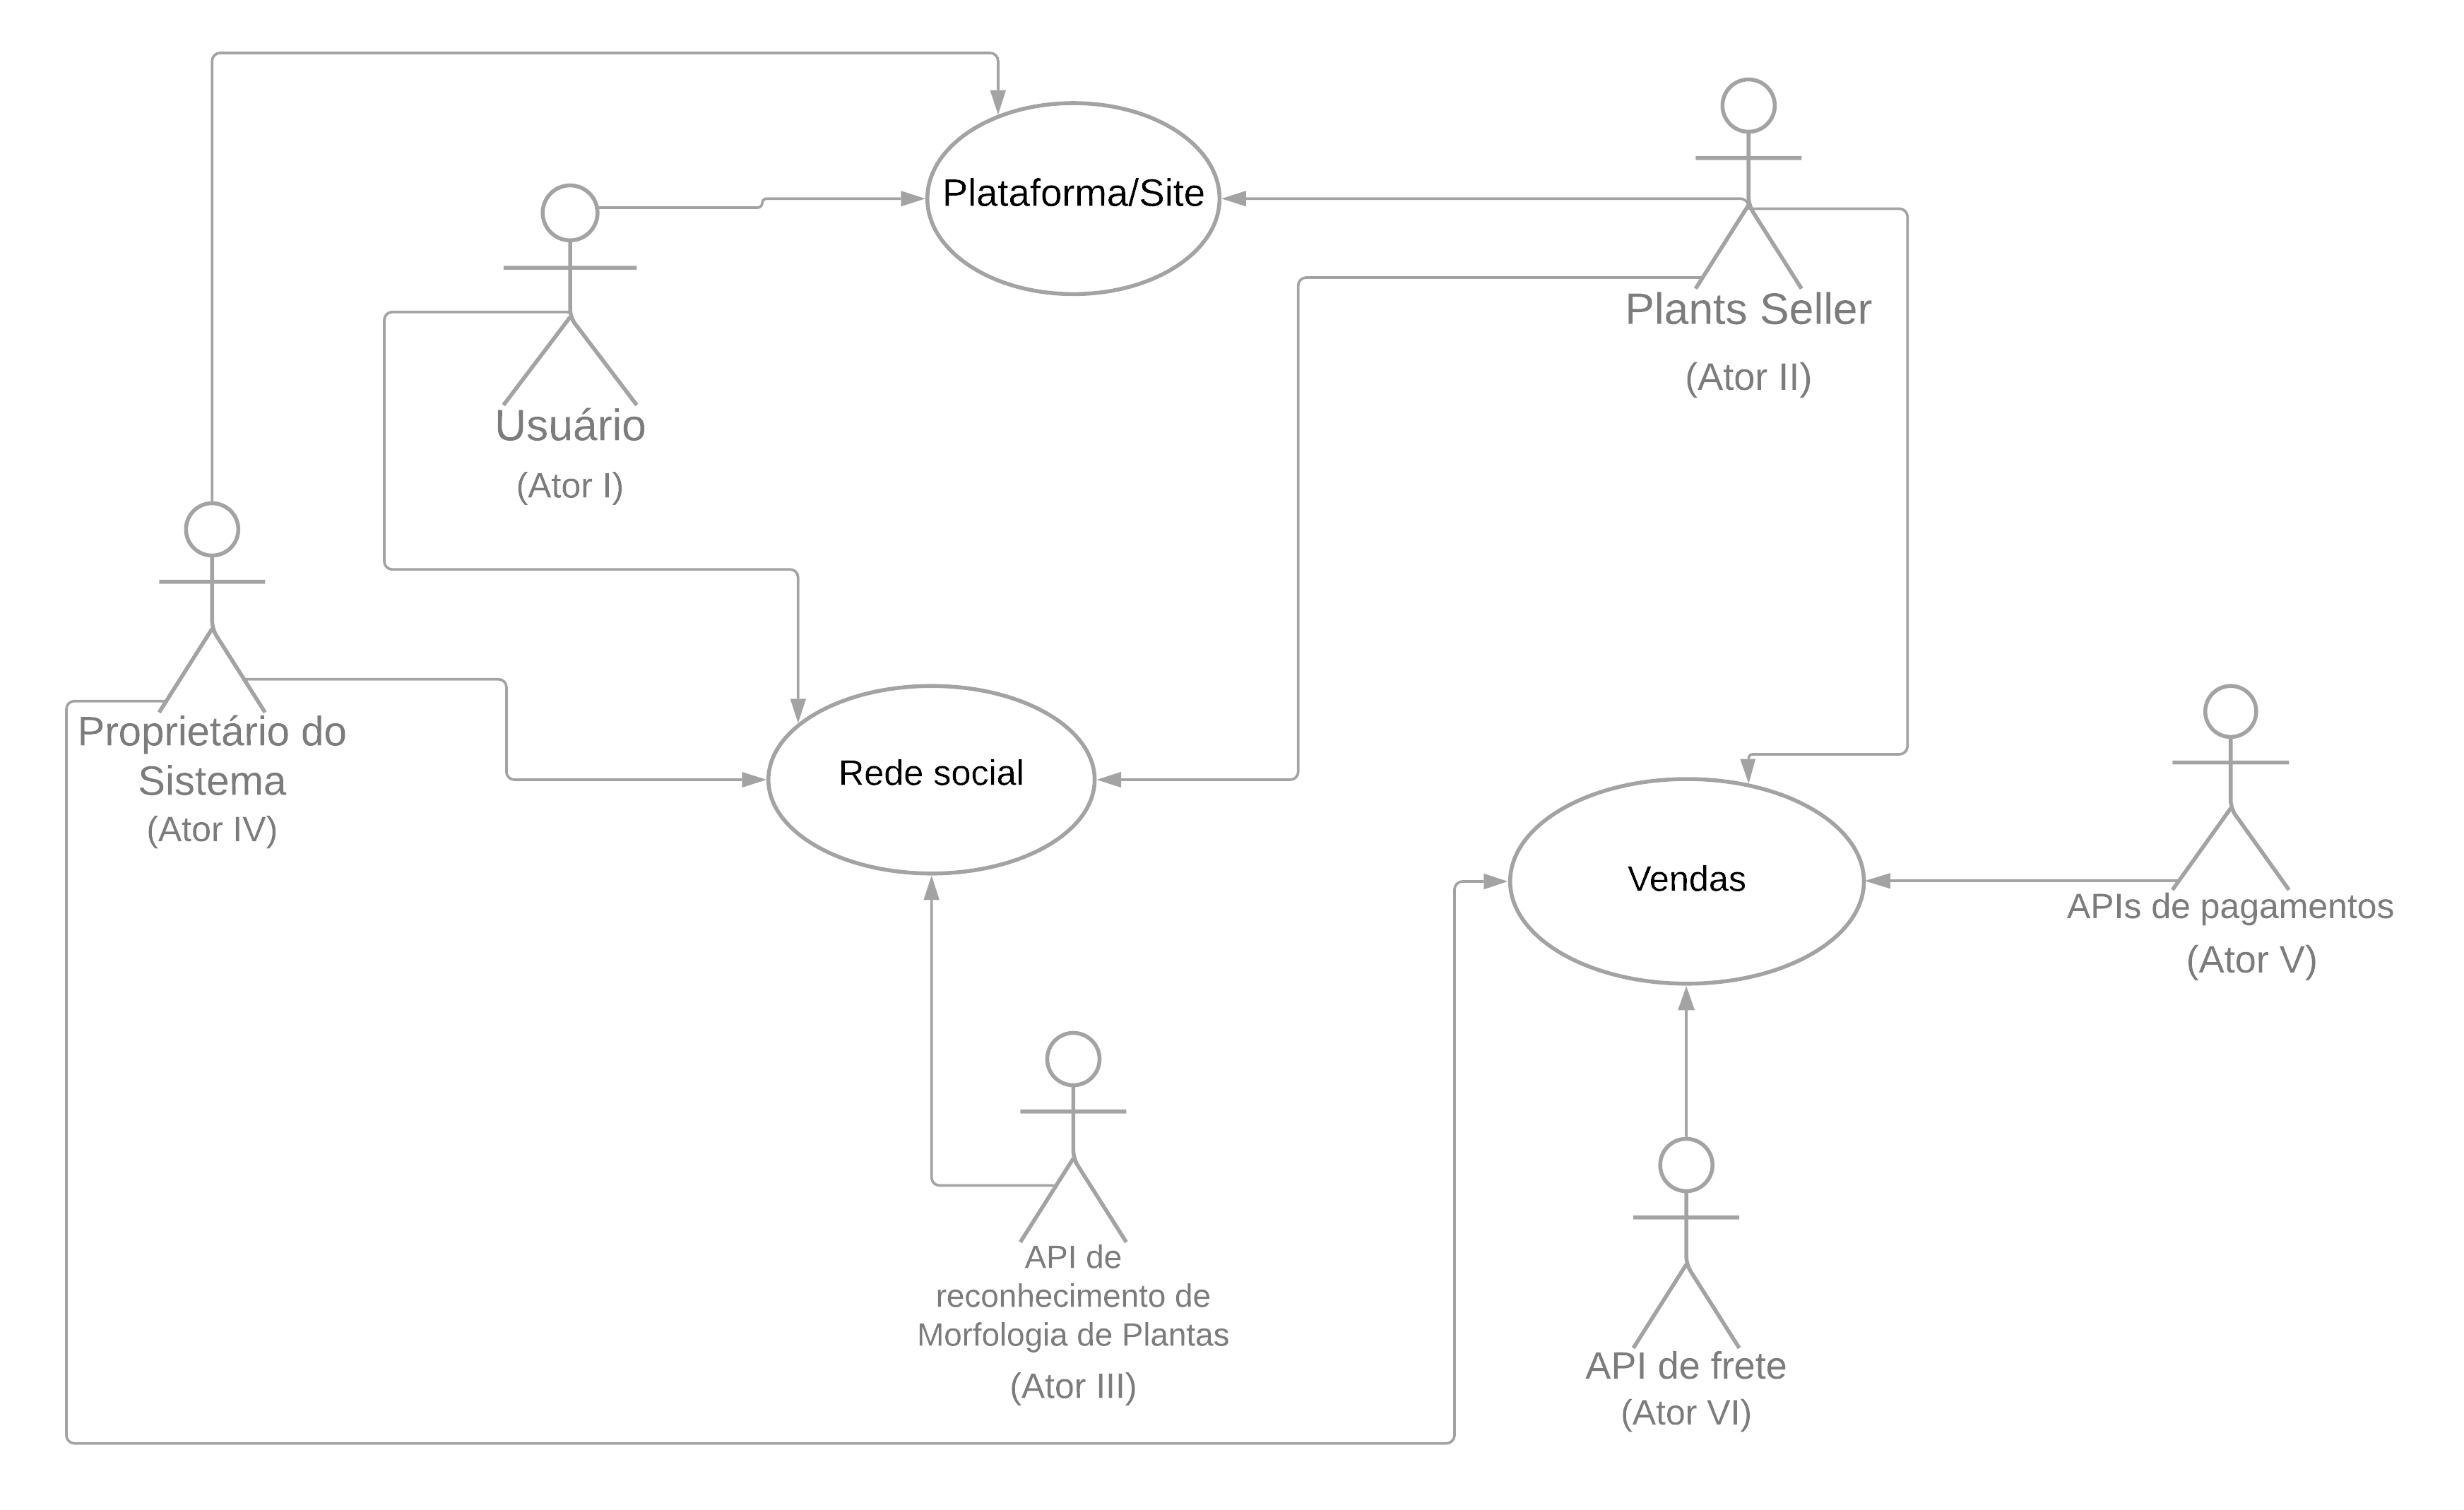 Plataforma/Site
Plants Seller
(Ator II)
Usuário
(Ator I)
Proprietário do
Sistema
(Ator IV)
Rede social
Vendas
APIs de pagamentos
(Ator V)
API de
reconhecimento de
Morfologia de Plantas
(Ator III)
API de frete
(Ator VI)